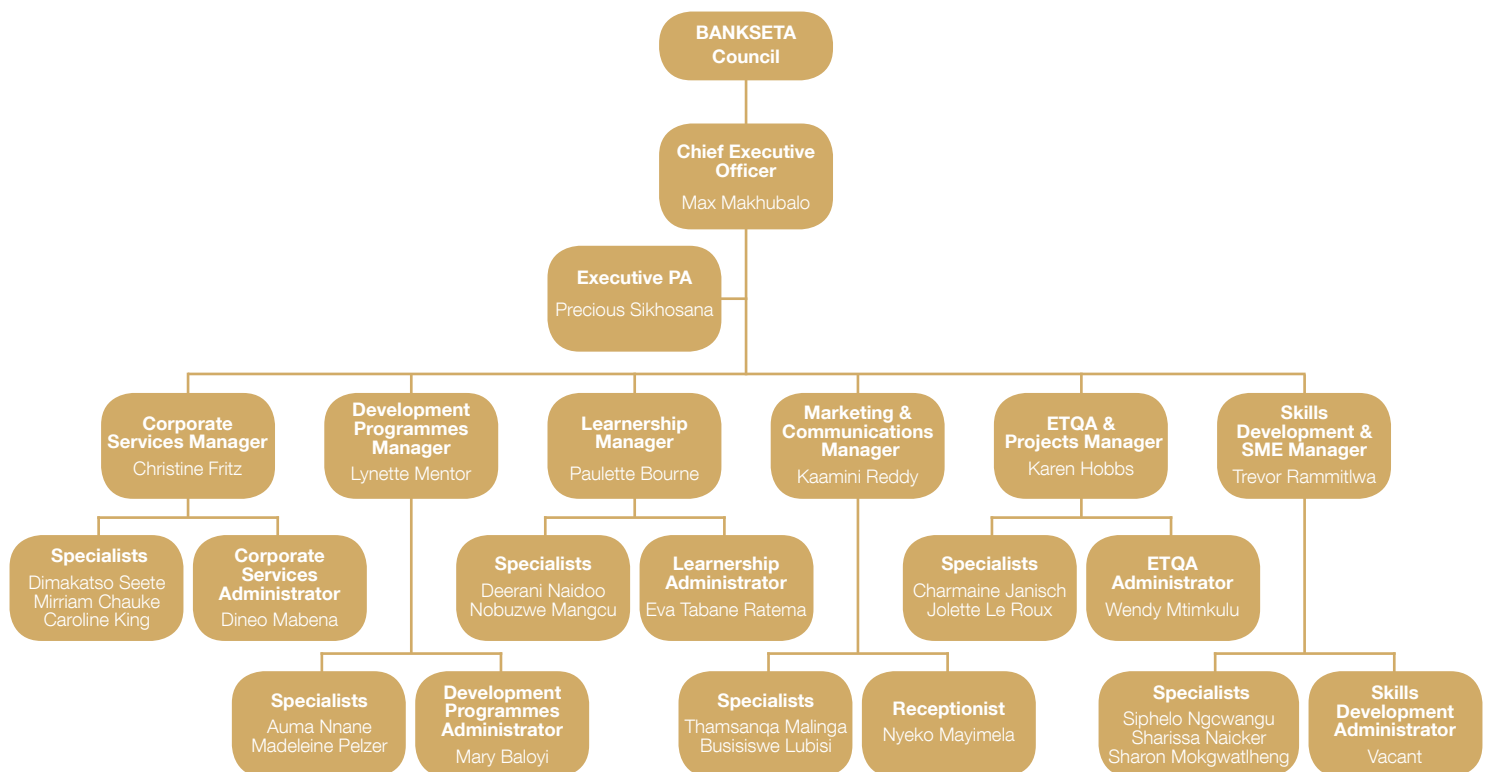 BANKSETA
Council
Chief Executive
Officer
Max Makhubalo
Executive PA
Precious Sikhosana
Corporate
Services Manager
Christine Fritz
Development
Programmes
Manager
Lynette Mentor
Learnership
Manager
Paulette Bourne
Marketing &
Communications
Manager
Kaamini Reddy
ETQA &
Projects Manager
Karen Hobbs
Skills
Development &
SME Manager
Trevor Rammitlwa
Specialists
Dimakatso Seete
Mirriam Chauke
Caroline King
Corporate
Services
Administrator
Dineo Mabena
Specialists
Deerani Naidoo
Nobuzwe Mangcu
Learnership
Administrator
Eva Tabane Ratema
Specialists
Charmaine Janisch
Jolette Le Roux
ETQA
Administrator
Wendy Mtimkulu
Specialists
Auma Nnane
Madeleine Pelzer
Development
Programmes
Administrator
Mary Baloyi
Specialists
Thamsanqa Malinga
Busisiswe Lubisi
Receptionist
Nyeko Mayimela
Specialists
Siphelo Ngcwangu
Sharissa Naicker
Sharon Mokgwatlheng
Skills
Development
Administrator
Vacant